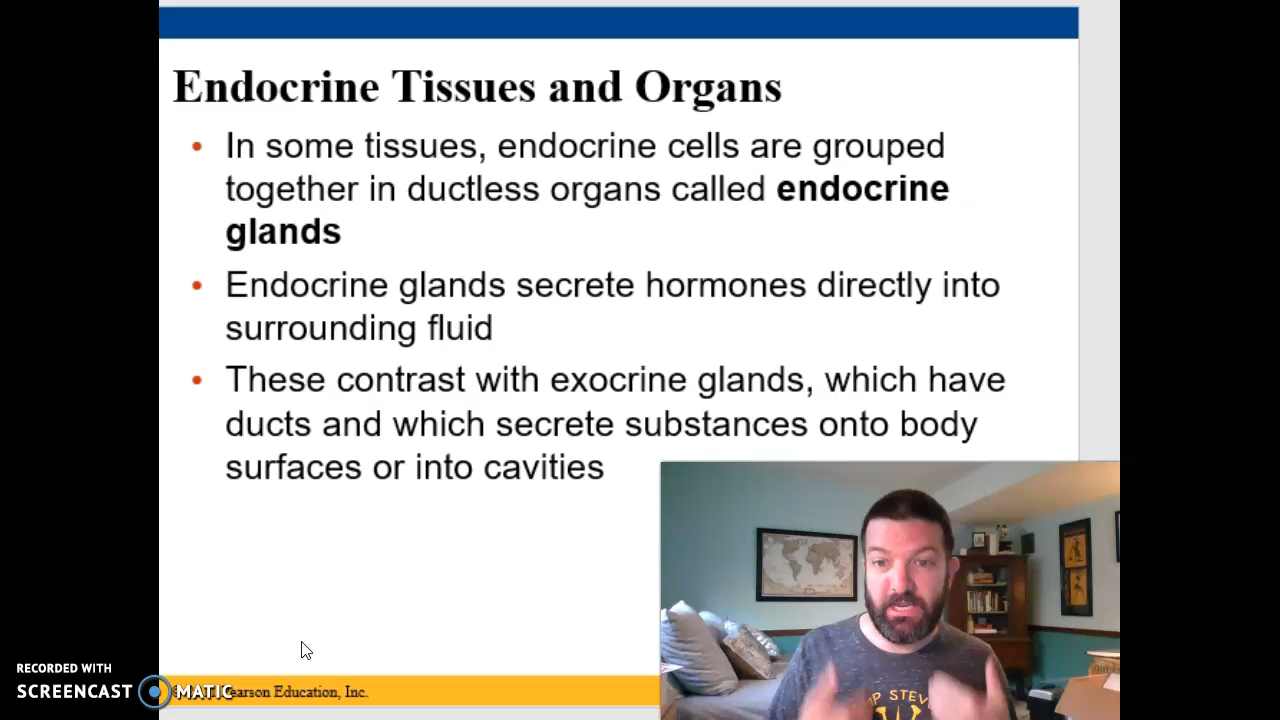 Endocrine Tissues and Organs
• In some tissues, endocrine cells are grouped
together in ductless organs called endocrine
glands
• Endocrine glands secrete hormones directly into
surrounding fluid
• These contrast with exocrine glands, which have
ducts and which secrete substances onto body
surfaces or into cavities
RECORDED WITH
SCREENCAST MATIC
Education, Inc.